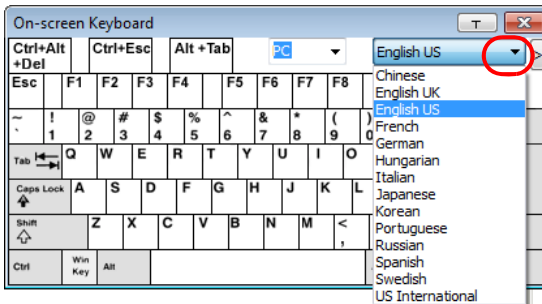 On-screen Keyboard
Ctrl+Alt +Del Ctrl+Esc Alt +Tab PC English US >
Esc F1 F2 F3 F4 F5 F6 F7 F8
~ ! @ # $ % ^ & * ( )
` 1 2 3 4 5 6 7 8 9 0
Tab Q W E R T Y U I O
Caps Lock A S D F G H J K L
Shift Z X C V B N M < ,
Ctrl Win Key Alt
Chinese
English UK
English US
French
German
Hungarian
Italian
Japanese
Korean
Portuguese
Russian
Spanish
Swedish
US International